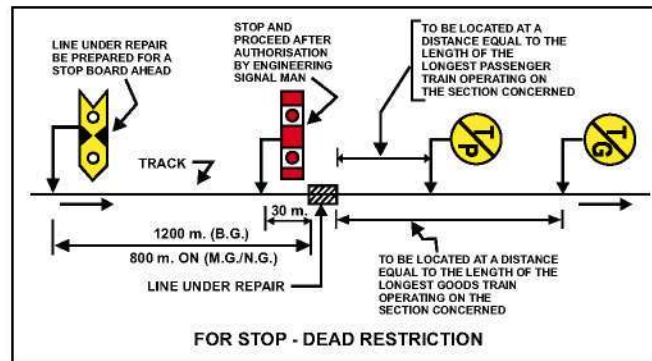 LINE UNDER REPAIR
BE PREPARED FOR A
STOP BOARD AHEAD
STOP AND
PROCEED AFTER
AUTHORISATION
BY ENGINEERING
SIGNAL MAN
TO BE LOCATED AT A
DISTANCE EQUAL TO THE
LENGTH OF THE
LONGEST PASSENGER
TRAIN OPERATING ON
THE SECTION CONCERNED
T/P
T/G
TRACK
30 m.
1200 m. (B.G.)
800 m. ON (M.G./N.G.)
LINE UNDER REPAIR
TO BE LOCATED AT A DISTANCE
EQUAL TO THE LENGTH OF THE
LONGEST GOODS TRAIN
OPERATING ON THE
SECTION CONCERNED
FOR STOP - DEAD RESTRICTION